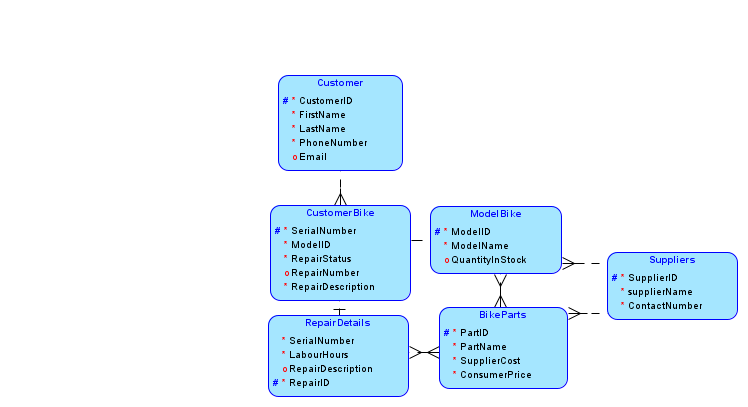 Customer
# * CustomerID
* FirstName
* LastName
* PhoneNumber
o Email
CustomerBike
# * SerialNumber
* ModelID
* RepairStatus
o RepairNumber
* RepairDescription
ModelBike
# * ModelID
* ModelName
o QuantityInStock
Suppliers
# * SupplierID
* supplierName
* ContactNumber
RepairDetails
* SerialNumber
* LabourHours
o RepairDescription
# * RepairID
BikeParts
# * PartID
* PartName
* SupplierCost
* ConsumerPrice